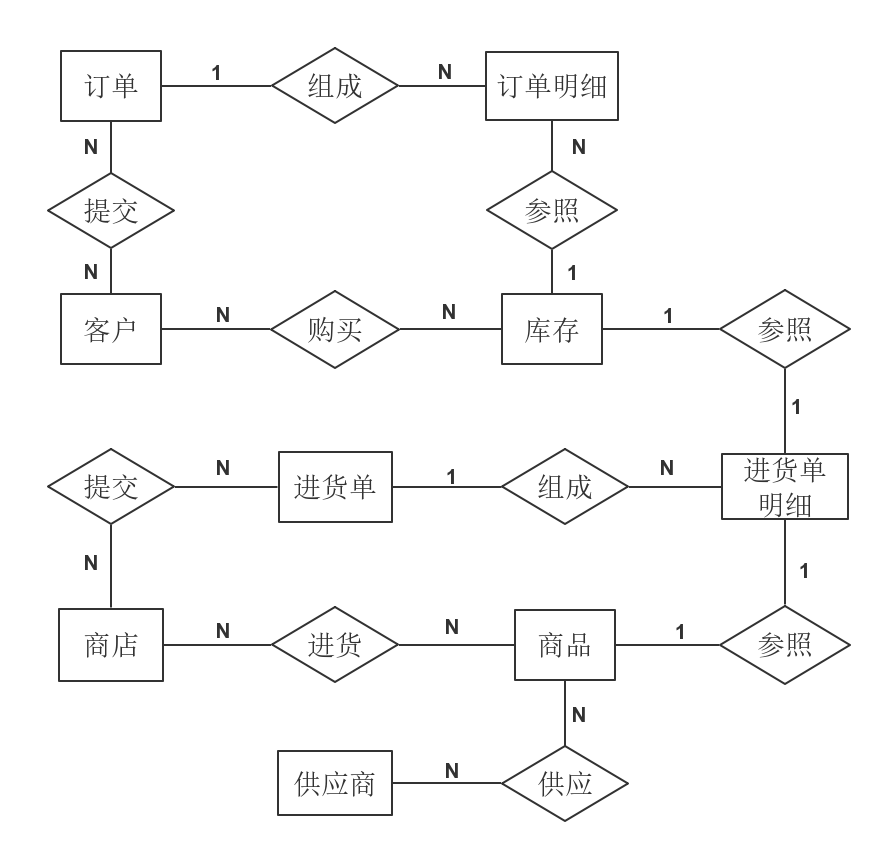 订单
1
组成
N
订单明细
N
N
提交
参照
N
1
客户
N
购买
N
库存
1
参照
1
提交
N
进货单
1
组成
N
进货单
明细
N
1
商店
N
进货
N
商品
1
参照
N
供应商
N
供应